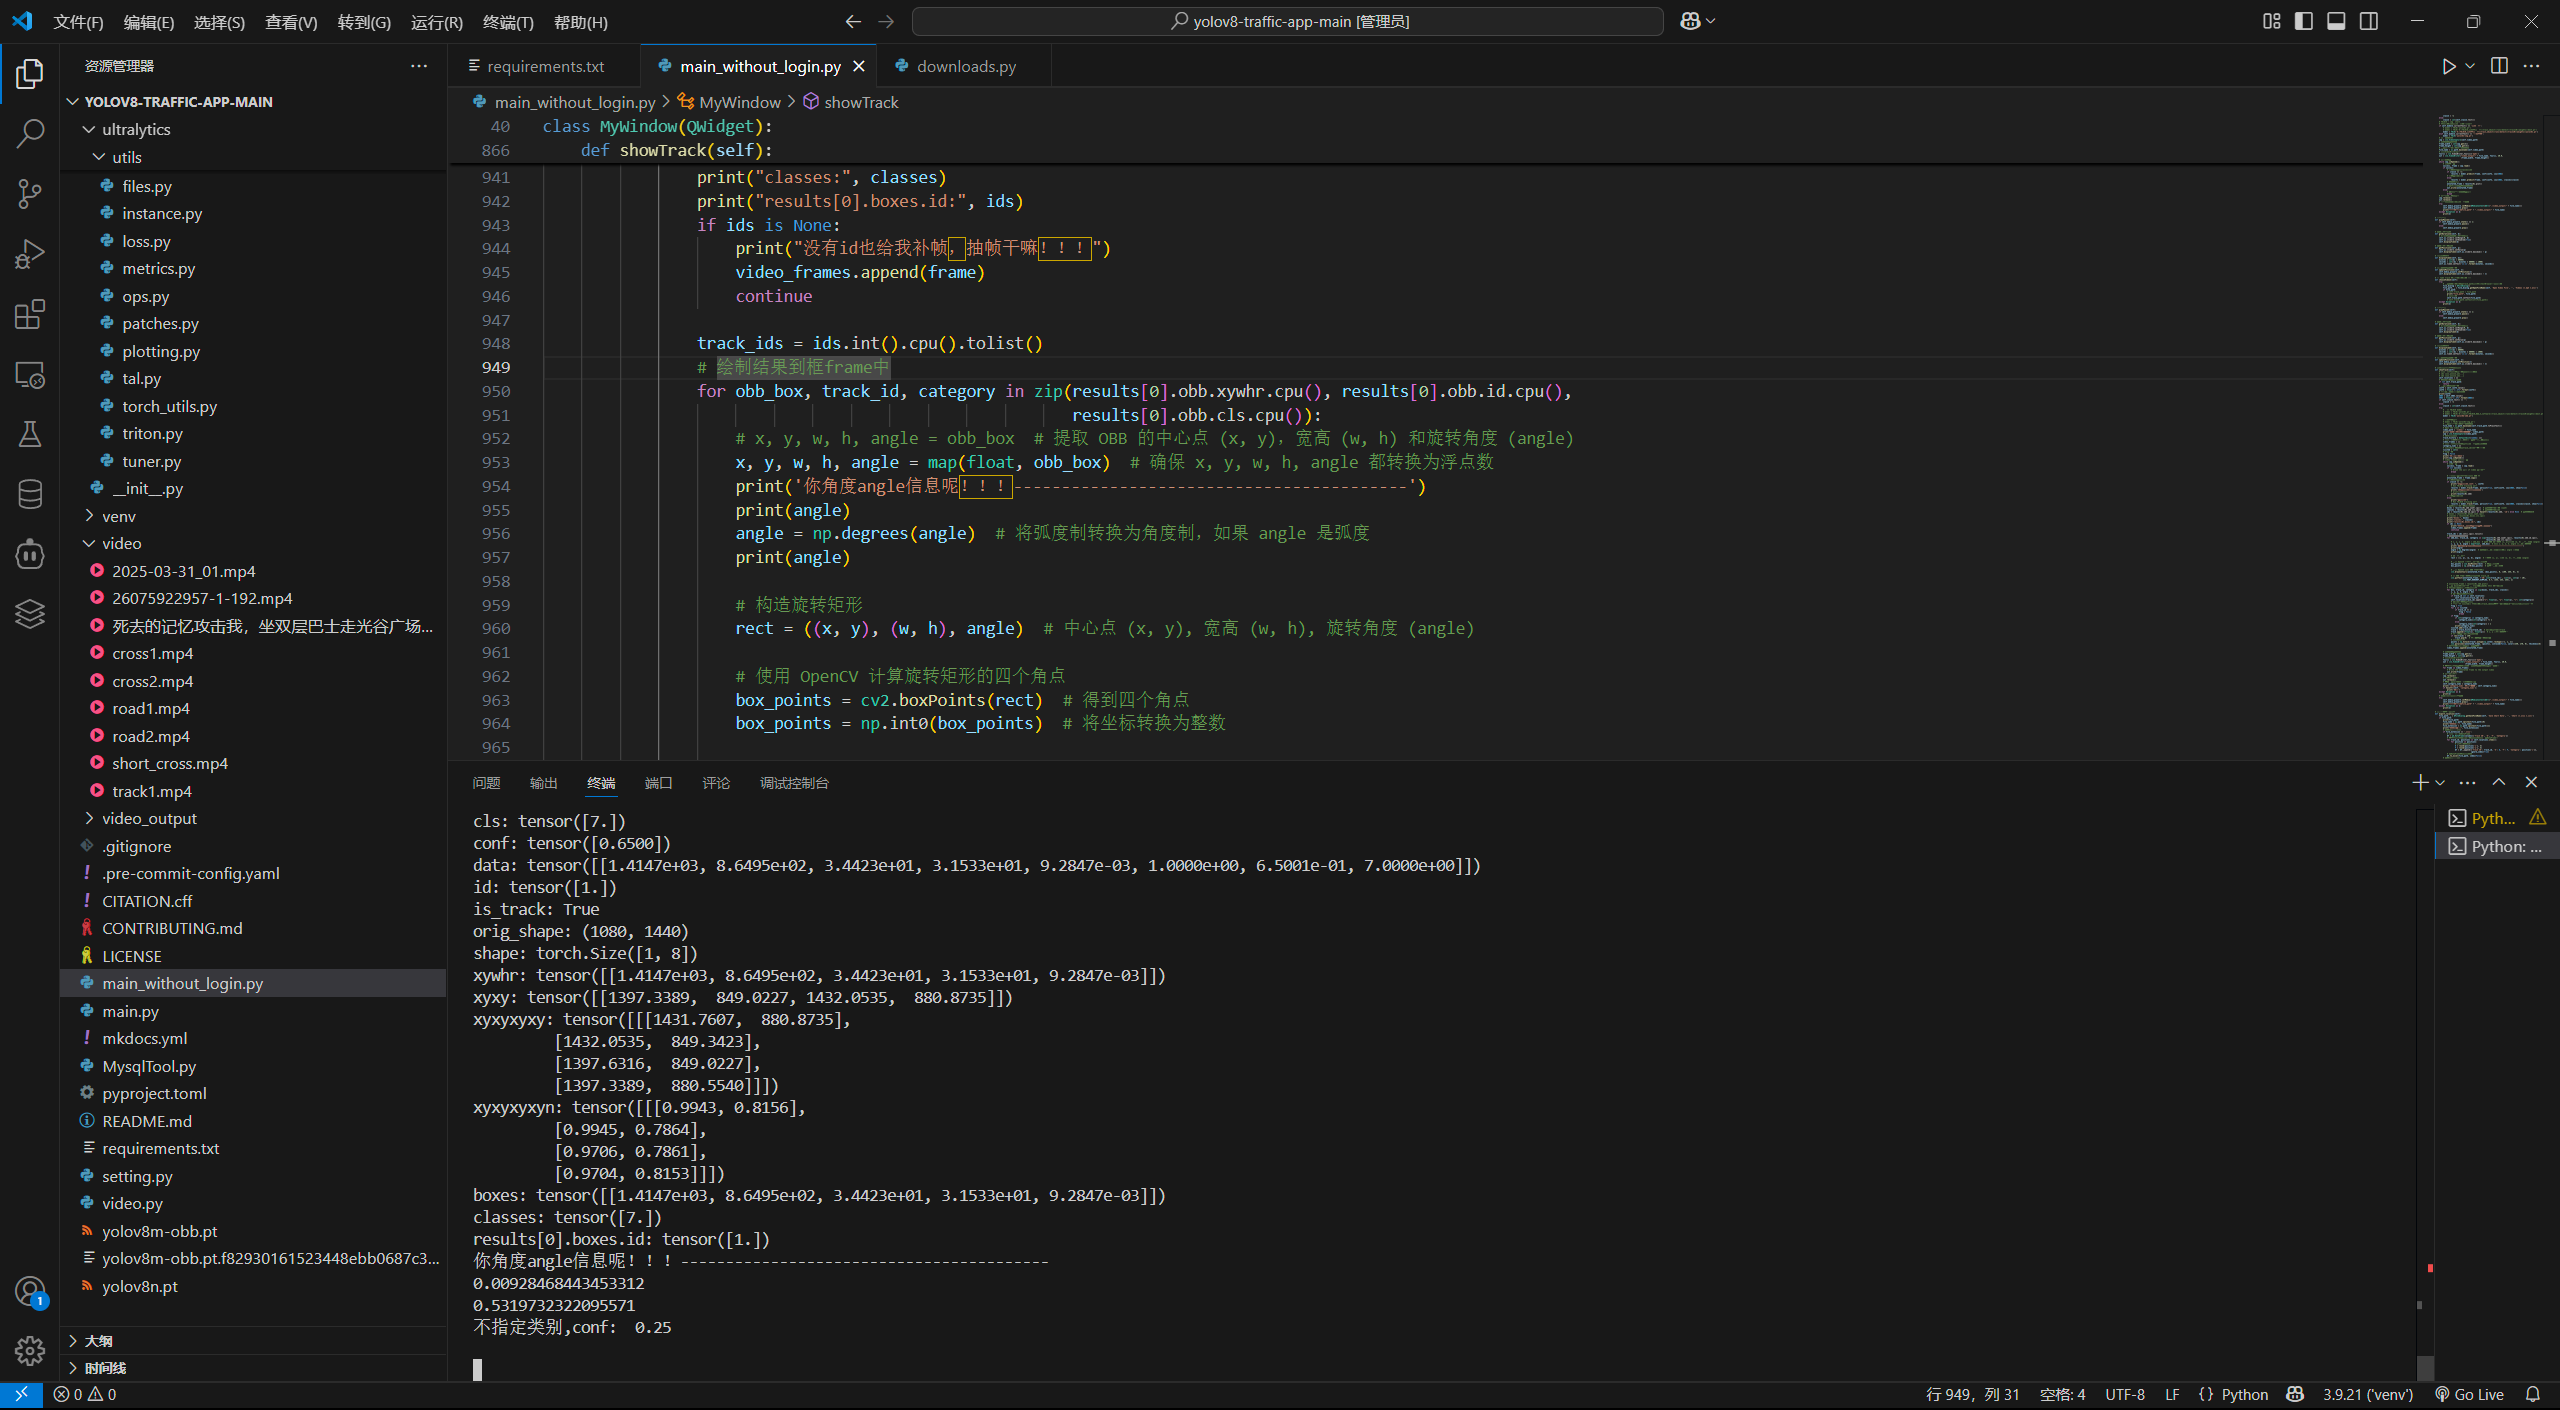 文件(F) 编辑(E) 选择(S) 查看(V) 转到(G) 运行(R) 终端(T) 帮助(H)
yolov8-traffic-app-main [管理员]
资源管理器
YOLOV8-TRAFFIC-APP-MAIN
ultralytics
utils
files.py
instance.py
loss.py
metrics.py
ops.py
patches.py
plotting.py
tal.py
torch_utils.py
triton.py
tuner.py
__init__.py
venv
video
2025-03-31_01.mp4
26075922957-1-192.mp4
死去的记忆攻击我，坐双层巴士走光谷广场...
cross1.mp4
cross2.mp4
road1.mp4
road2.mp4
short_cross.mp4
track1.mp4
video_output
.gitignore
.pre-commit-config.yaml
CITATION.cff
CONTRIBUTING.md
LICENSE
main_without_login.py
main.py
mkdocs.yml
MysqlTool.py
pyproject.toml
README.md
requirements.txt
setting.py
video.py
yolov8m-obb.pt
yolov8m-obb.pt.f82930161523448ebb0687c3...
yolov8n.pt
大纲
时间线
requirements.txt main_without_login.py downloads.py
main_without_login.py > MyWindow > showTrack
40 class MyWindow(QWidget):
866 def showTrack(self):
941 print("classes:", classes)
942 print("results[0].boxes.id:", ids)
943 if ids is None:
944 print("没有id也给我补帧，抽帧干嘛！！！")
945 video_frames.append(frame)
946 continue
947
948 track_ids = ids.int().cpu().tolist()
949 # 绘制结果到框frame中
950 for obb_box, track_id, category in zip(results[0].obb.xywhr.cpu(), results[0].obb.id.cpu(),
951 results[0].obb.cls.cpu()):
952 # x, y, w, h, angle = obb_box  # 提取 OBB 的中心点 (x, y)，宽高 (w, h) 和旋转角度 (angle)
953 x, y, w, h, angle = map(float, obb_box)  # 确保 x, y, w, h, angle 都转换为浮点数
954 print('你角度angle信息呢！！！-----------------------------------------')
955 print(angle)
956 angle = np.degrees(angle)  # 将弧度制转换为角度制，如果 angle 是弧度
957 print(angle)
958
959 # 构造旋转矩形
960 rect = ((x, y), (w, h), angle)  # 中心点 (x, y), 宽高 (w, h), 旋转角度 (angle)
961
962 # 使用 OpenCV 计算旋转矩形的四个角点
963 box_points = cv2.boxPoints(rect)  # 得到四个角点
964 box_points = np.int0(box_points)  # 将坐标转换为整数
965
问题 输出 终端 端口 评论 调试控制台
Pyth...
Python: ...
cls: tensor([7.])
conf: tensor([0.6500])
data: tensor([[1.4147e+03, 8.6495e+02, 3.4423e+01, 3.1533e+01, 9.2847e-03, 1.0000e+00, 6.5001e-01, 7.0000e+00]])
id: tensor([1.])
is_track: True
orig_shape: (1080, 1440)
shape: torch.Size([1, 8])
xywhr: tensor([[1.4147e+03, 8.6495e+02, 3.4423e+01, 3.1533e+01, 9.2847e-03]])
xyxy: tensor([[1397.3389,  849.0227, 1432.0535,  880.8735]])
xyxyxyxy: tensor([[[1431.7607,  880.8735],
[1432.0535,  849.3423],
[1397.6316,  849.0227],
[1397.3389,  880.5540]]])
xyxyxyxyn: tensor([[[0.9943, 0.8156],
[0.9945, 0.7864],
[0.9706, 0.7861],
[0.9704, 0.8153]]])
boxes: tensor([[1.4147e+03, 8.6495e+02, 3.4423e+01, 3.1533e+01, 9.2847e-03]])
classes: tensor([7.])
results[0].boxes.id: tensor([1.])
你角度angle信息呢！！！-----------------------------------------
0.00928468443453312
0.5319732322095571
不指定类别,conf:  0.25
0 0
行 949，列 31 空格: 4 UTF-8 LF {} Python 3.9.21 ('venv') Go Live